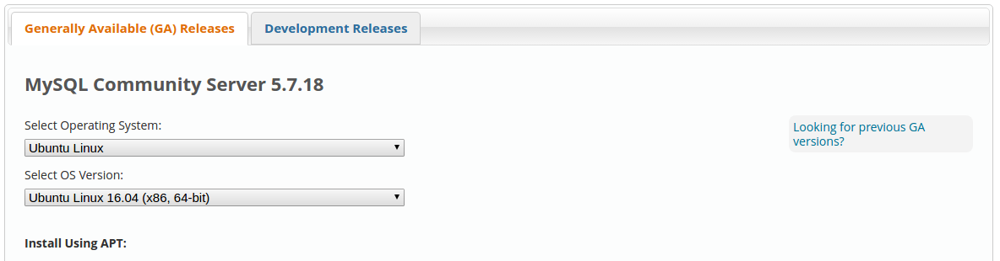 Generally Available (GA) Releases
Development Releases
MySQL Community Server 5.7.18
Select Operating System:
Looking for previous GA
versions?
Ubuntu Linux
Select OS Version:
Ubuntu Linux 16.04 (x86, 64-bit)
Install Using APT: